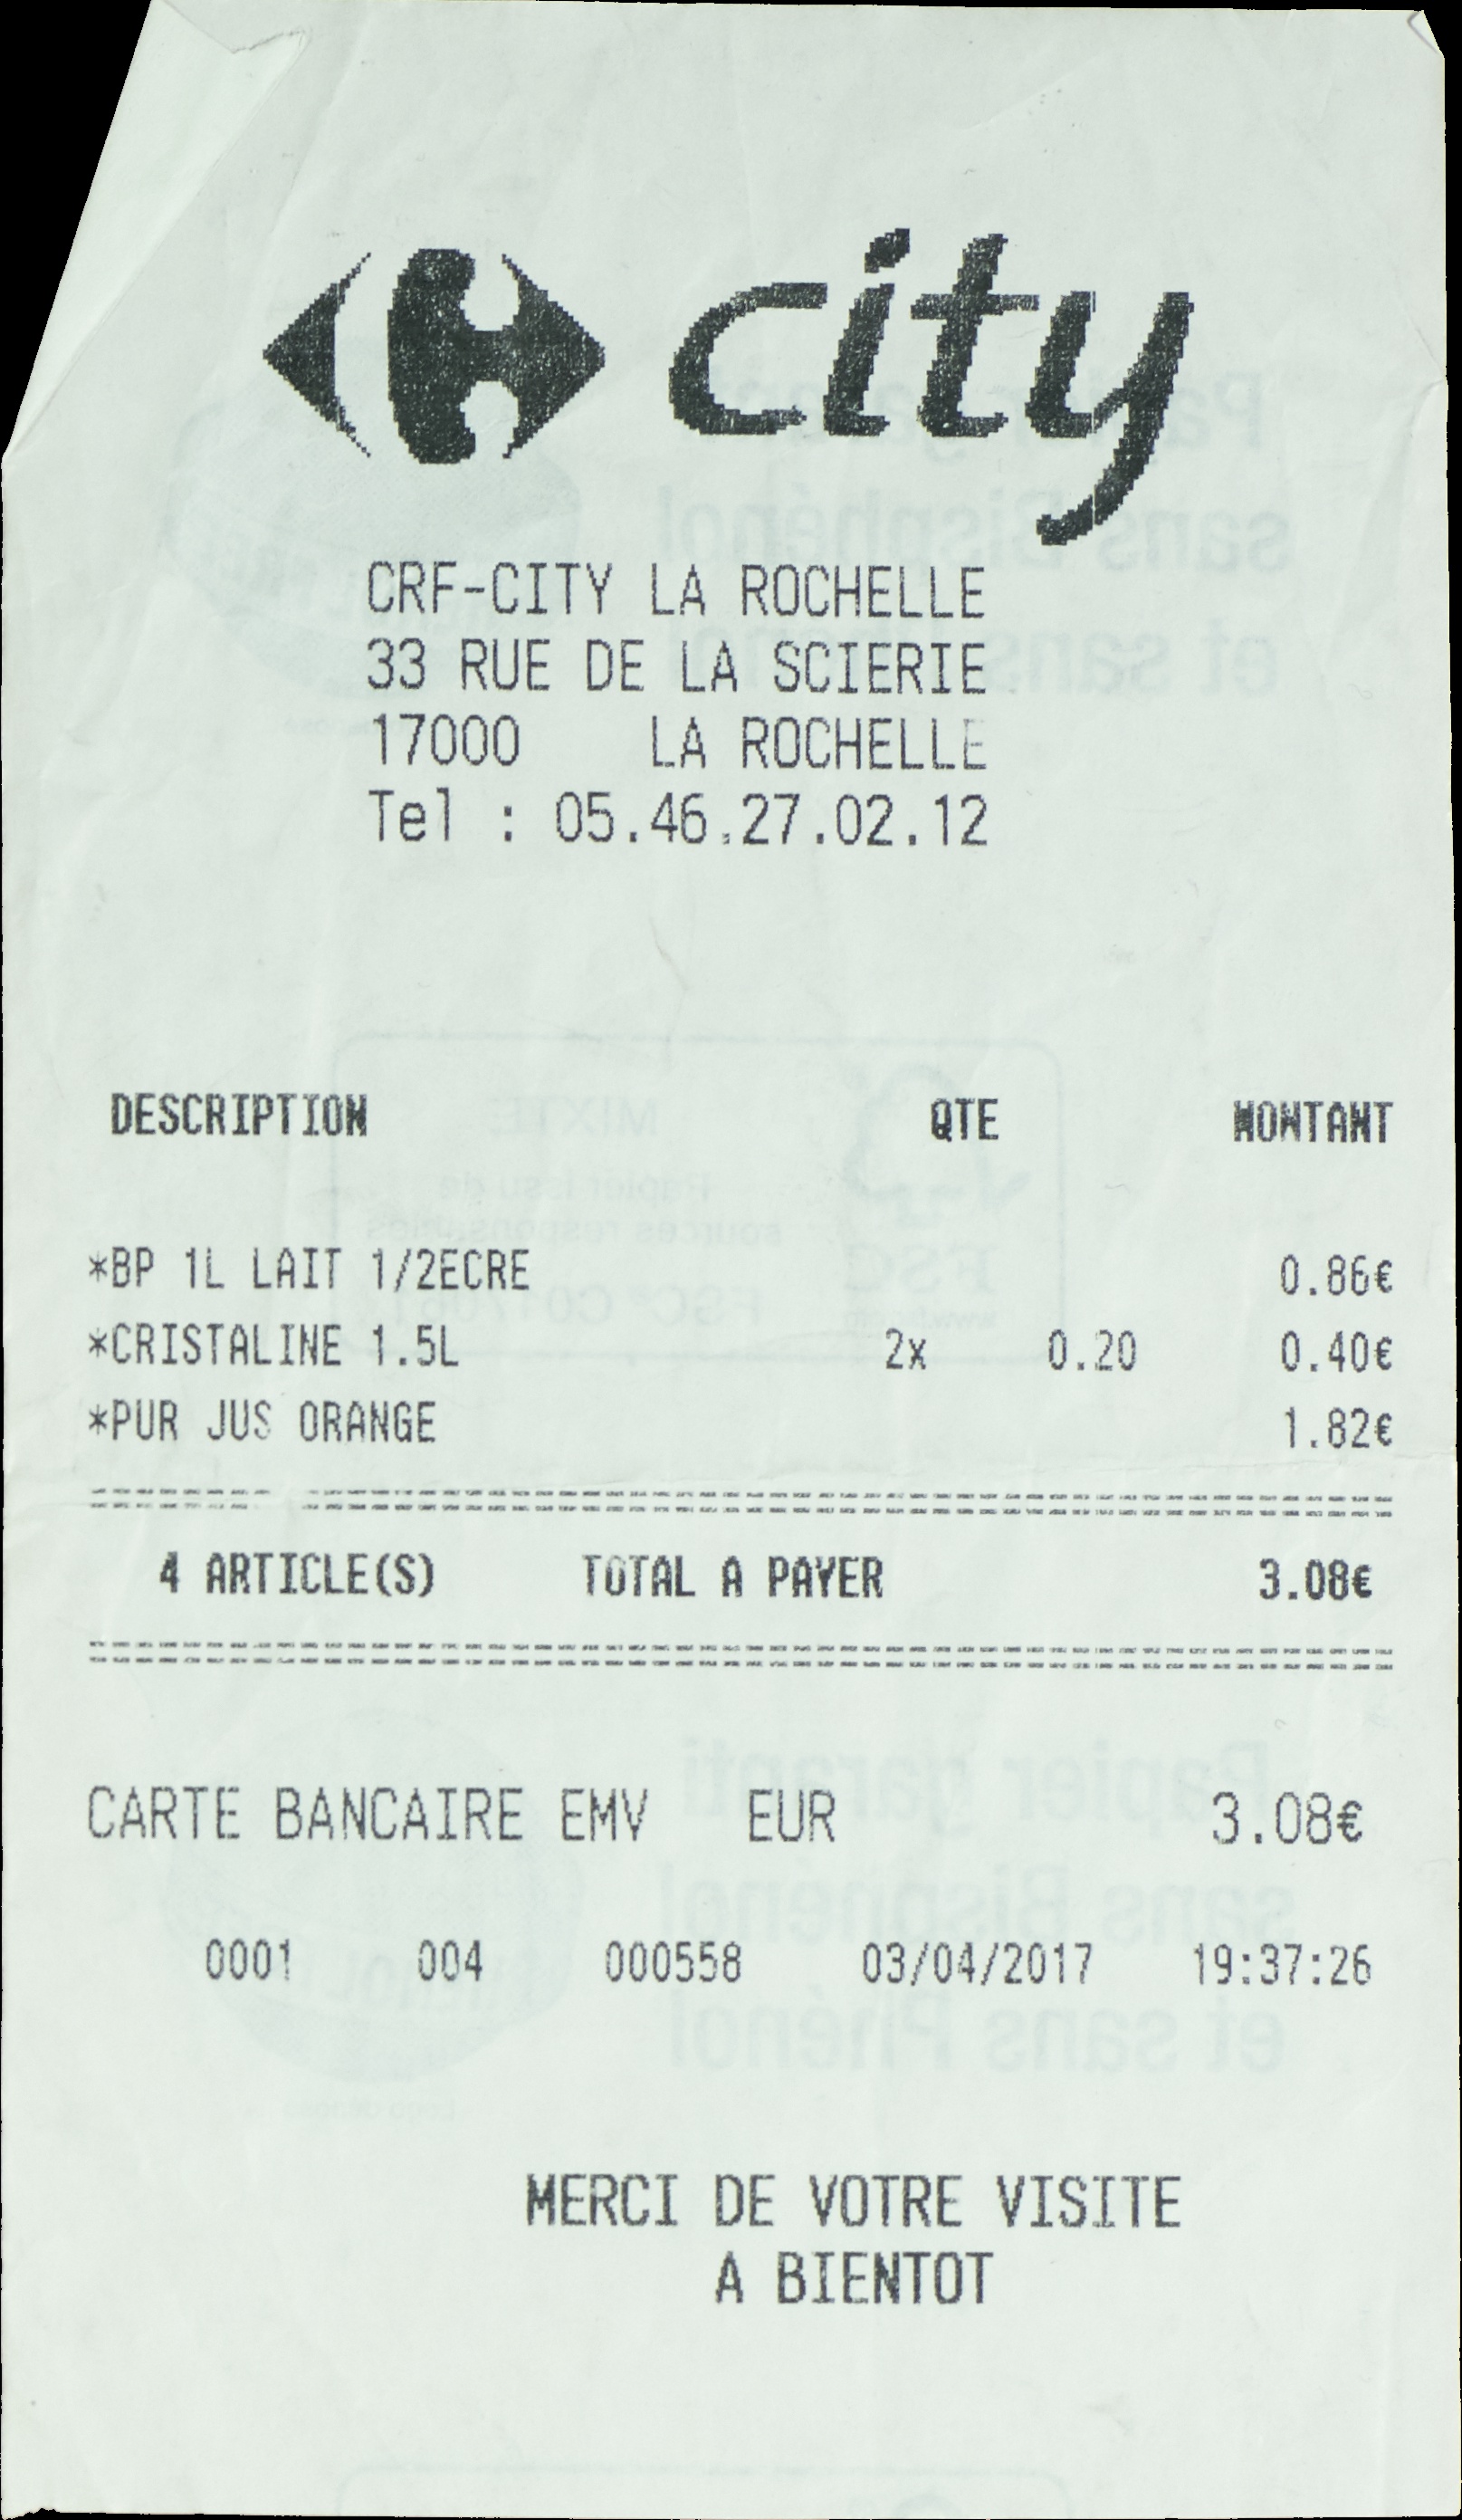 city
CRF-CITY LA ROCHELLE
33 RUE DE LA SCIERIE
17000 LA ROCHELLE
Tel : 05.46.27.02.12
DESCRIPTION QTE MONTANT
*BP 1L LAIT 1/2ECRE 0.86€
*CRISTALINE 1.5L 2x 0.20 0.40€
*PUR JUS ORANGE 1.82€
4 ARTICLE(S) TOTAL A PAYER 3.08€
CARTE BANCAIRE EMV EUR 3.08€
0001 004 000558 03/04/2017 19:37:26
MERCI DE VOTRE VISITE
A BIENTOT